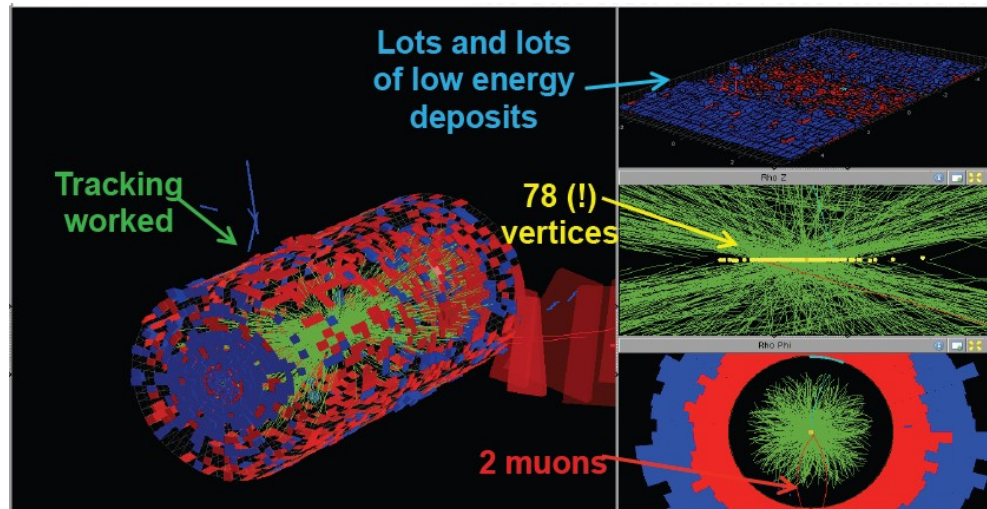 Lots and lots
of low energy
deposits
Tracking
worked
Rho Z
78 (!)
vertices
Rho Phi
2 muons